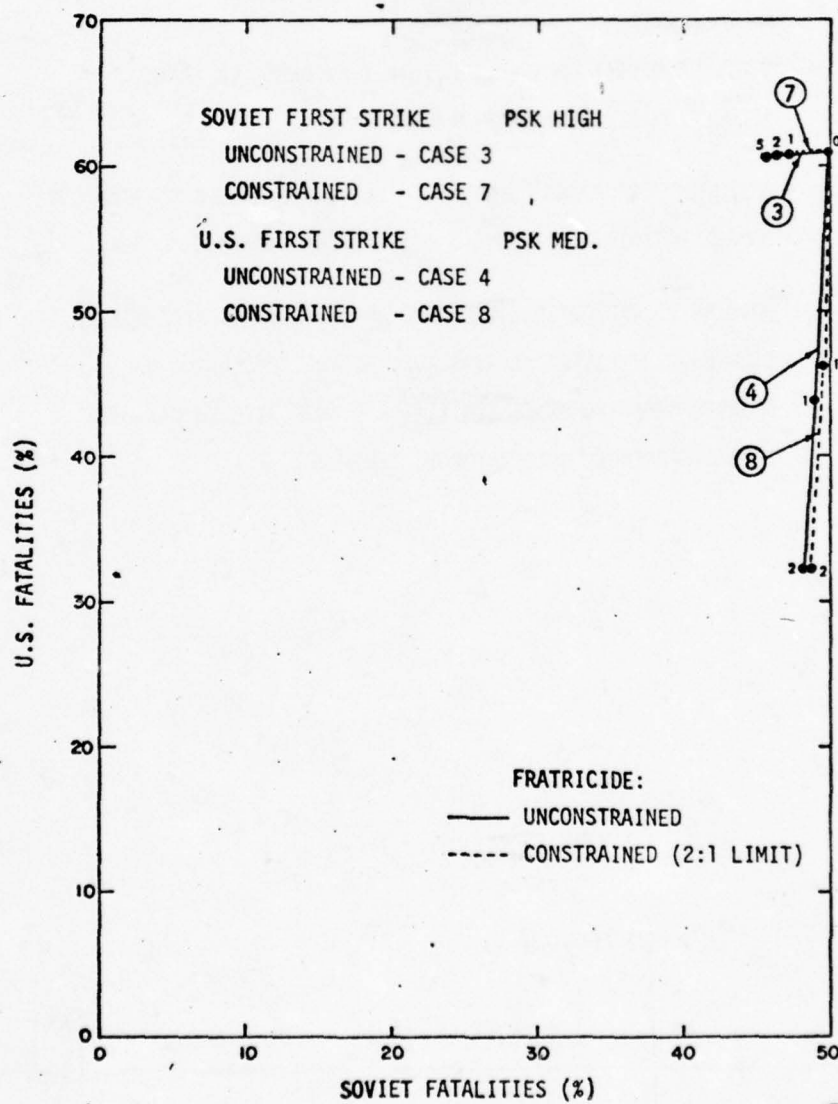 70
60
50
40
30
20
10
0
U.S. FATALITIES (%)
SOVIET FIRST STRIKE PSK HIGH
UNCONSTRAINED - CASE 3
CONSTRAINED - CASE 7
U.S. FIRST STRIKE PSK MED.
UNCONSTRAINED - CASE 4
CONSTRAINED - CASE 8
7
5 2 1 0
3
4
1
1
8
2 2
FRATRICIDE:
UNCONSTRAINED
CONSTRAINED (2:1 LIMIT)
0 10 20 30 40 50
SOVIET FATALITIES (%)